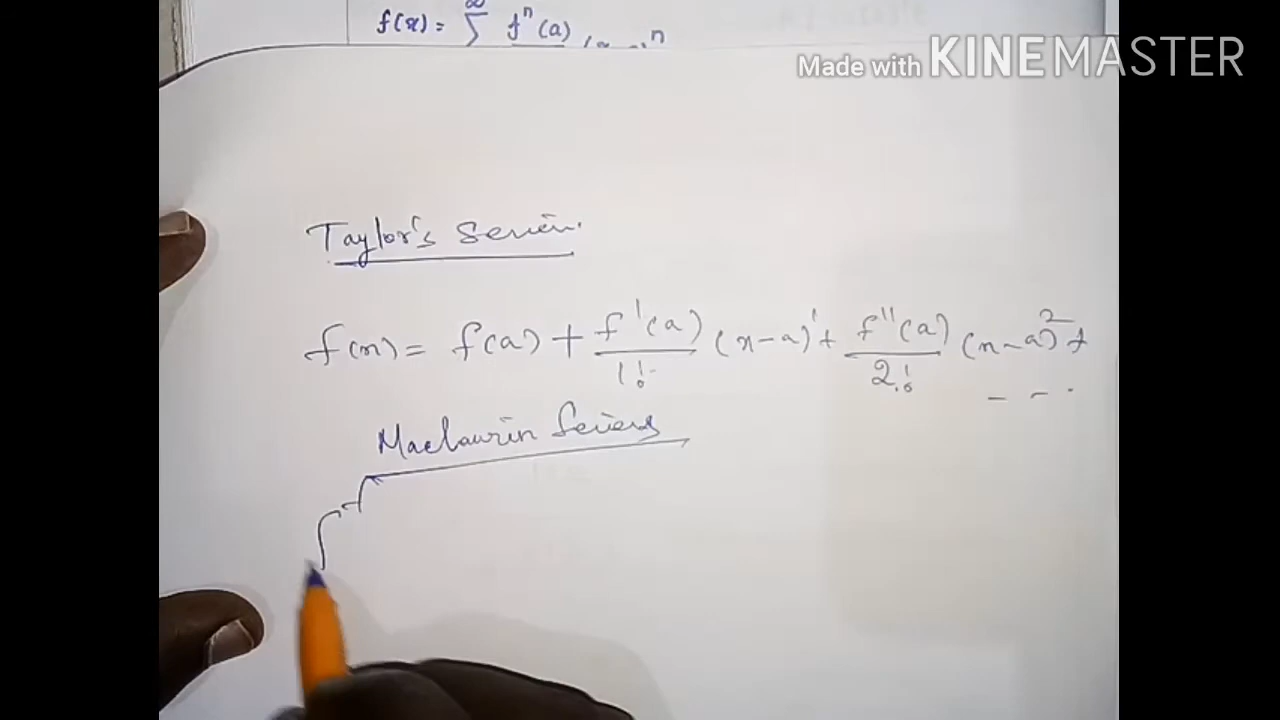 f(x) = ∞ Σ fⁿ(a) n
Made with KINEMASTER
Taylor's Series
f(x) = f(a) + f'(a)/1! (x-a)¹ + f''(a)/2! (x-a)² + - - .
Maclaurin Series
f